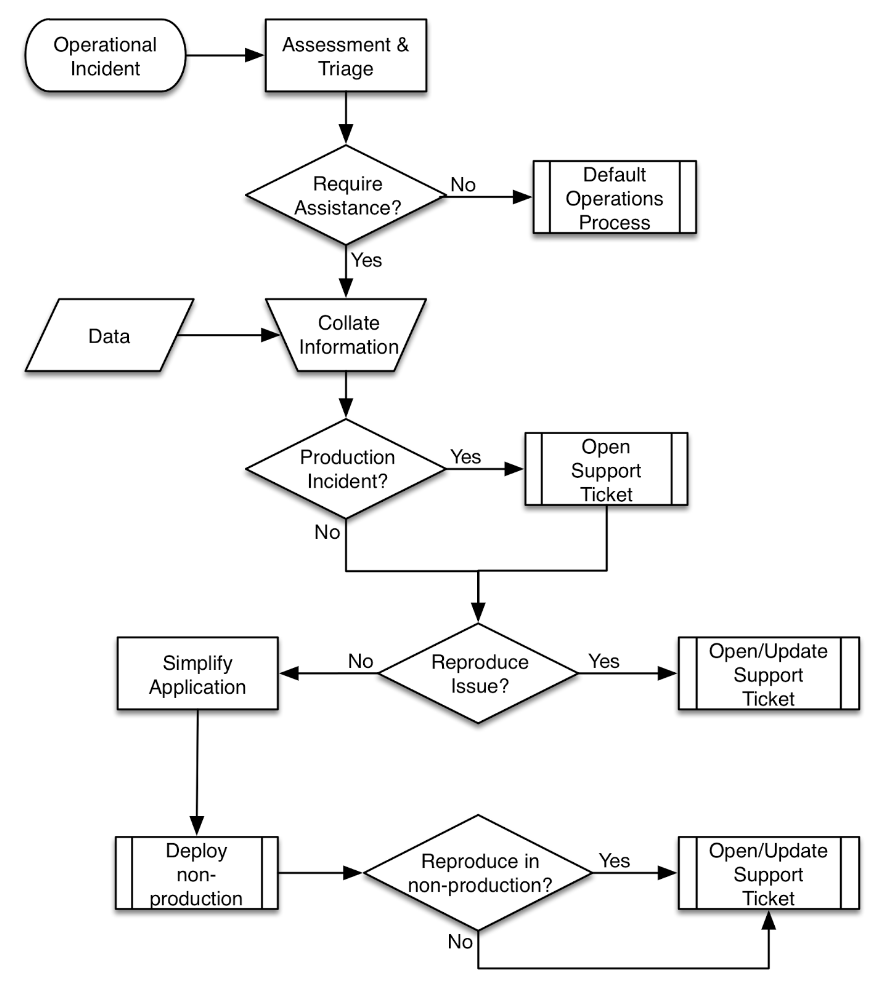 Operational
Incident
Assessment &
Triage
Require
Assistance?
No
Default
Operations
Process
Yes
Data
Collate
Information
Production
Incident?
Yes
Open
Support
Ticket
No
Simplify
Application
No
Reproduce
Issue?
Yes
Open/Update
Support
Ticket
Deploy
non-
production
Reproduce in
non-production?
Yes
Open/Update
Support
Ticket
No